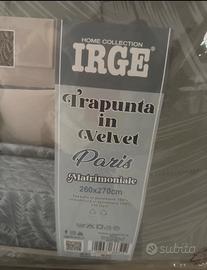 HOME COLLECTION
IRGE
Trapunta
in
Velvet
Paris
Matrimoniale
260x270cm
subito